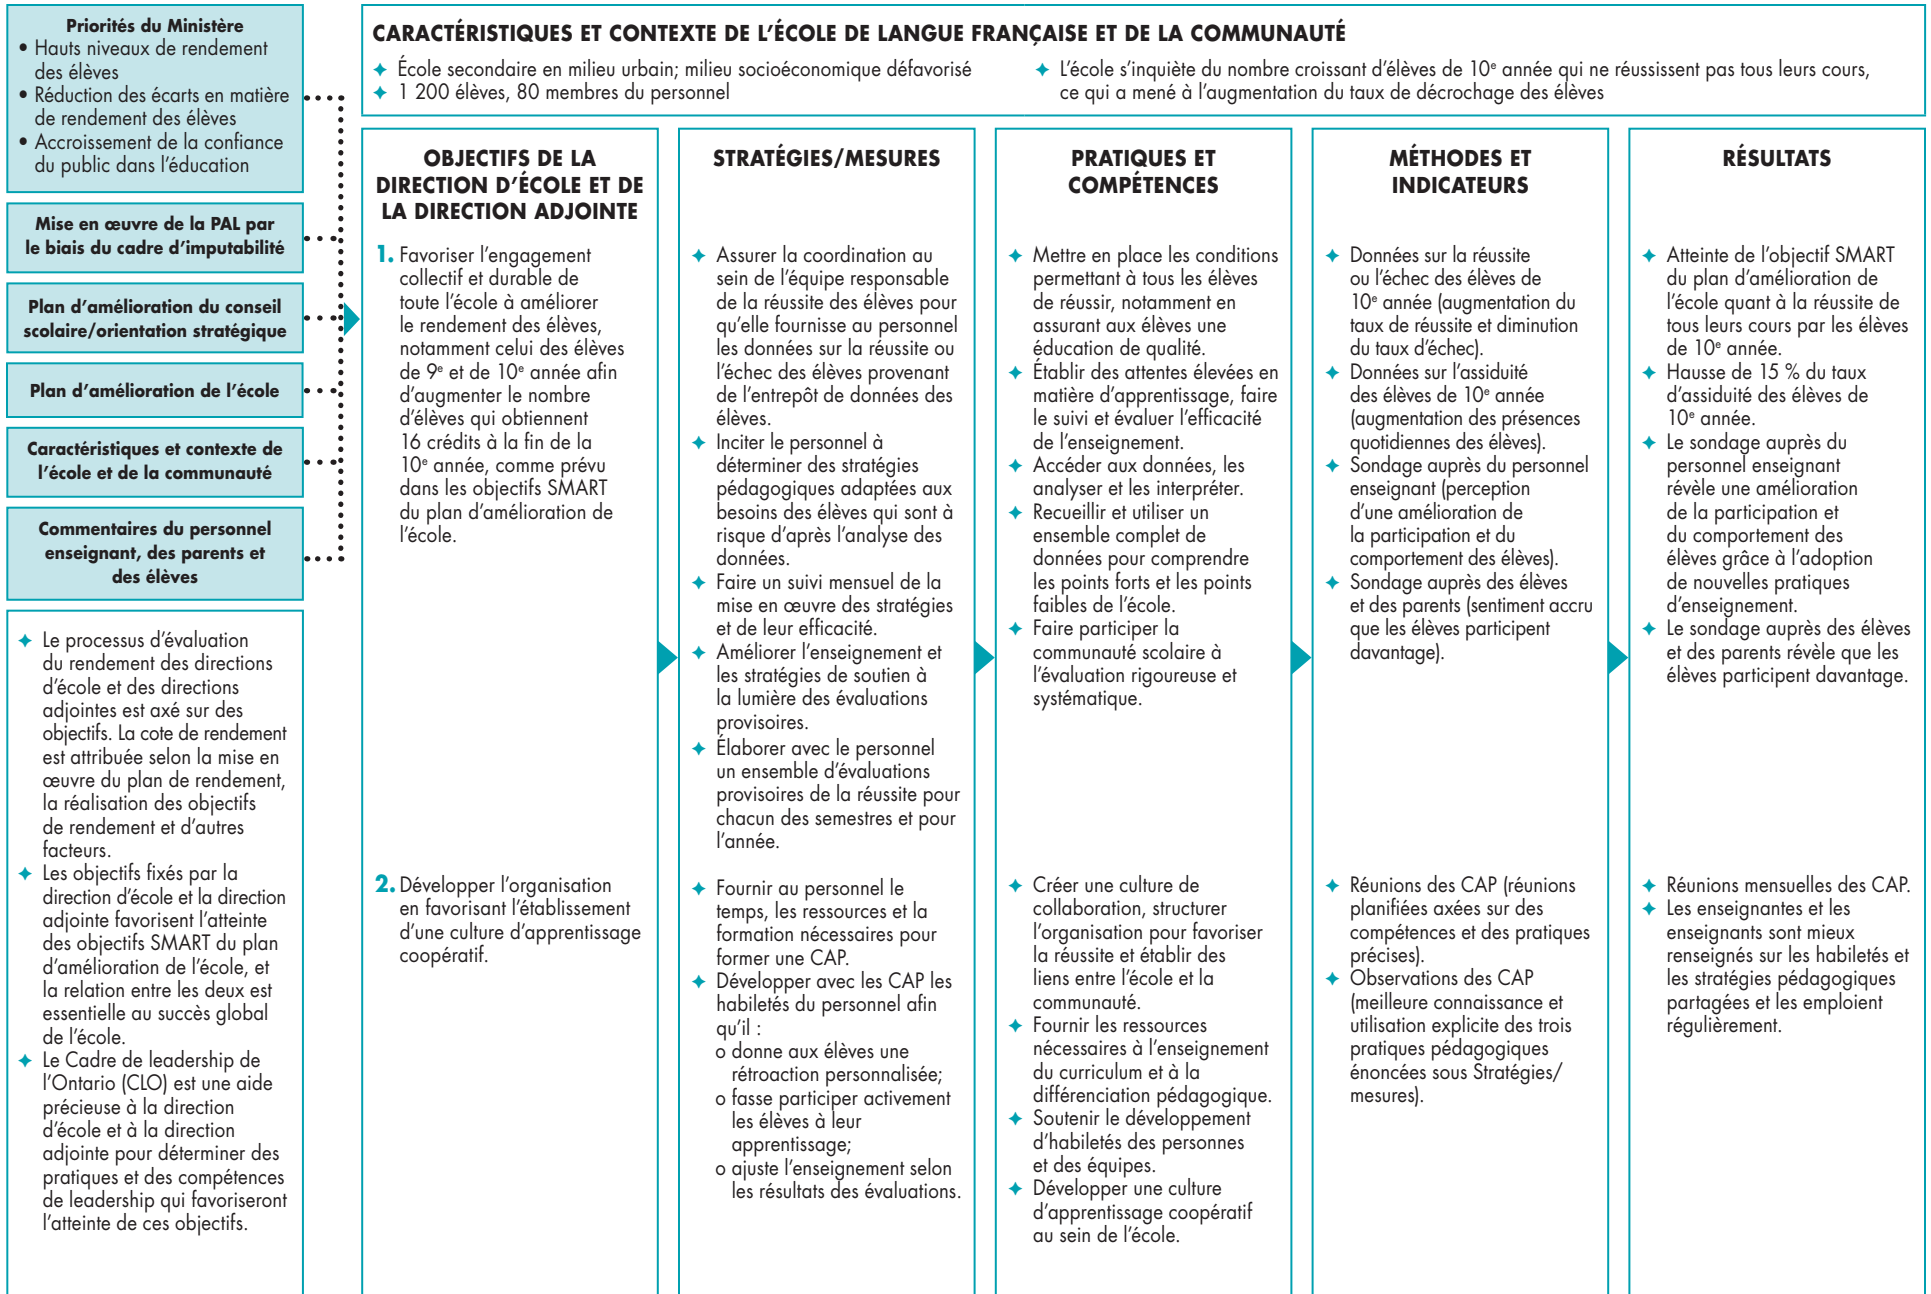 Priorités du Ministère
• Hauts niveaux de rendement
des élèves
• Réduction des écarts en matière
de rendement des élèves
• Accroissement de la confiance
du public dans l’éducation
Mise en œuvre de la PAL par
le biais du cadre d’imputabilité
Plan d’amélioration du conseil
scolaire/orientation stratégique
Plan d’amélioration de l’école
Caractéristiques et contexte de
l’école et de la communauté
Commentaires du personnel
enseignant, des parents et
des élèves
✦ Le processus d’évaluation
du rendement des directions
d’école et des directions
adjointes est axé sur des
objectifs. La cote de rendement
est attribuée selon la mise en
œuvre du plan de rendement,
la réalisation des objectifs
de rendement et d’autres
facteurs.
✦ Les objectifs fixés par la
direction d’école et la direction
adjointe favorisent l’atteinte
des objectifs SMART du plan
d’amélioration de l’école, et
la relation entre les deux est
essentielle au succès global
de l’école.
✦ Le Cadre de leadership de
l’Ontario (CLO) est une aide
précieuse à la direction
d’école et à la direction
adjointe pour déterminer des
pratiques et des compétences
de leadership qui favoriseront
l’atteinte de ces objectifs.
CARACTÉRISTIQUES ET CONTEXTE DE L’ÉCOLE DE LANGUE FRANÇAISE ET DE LA COMMUNAUTÉ
✦ École secondaire en milieu urbain; milieu socioéconomique défavorisé
✦ 1 200 élèves, 80 membres du personnel
✦ L’école s’inquiète du nombre croissant d’élèves de 10e année qui ne réussissent pas tous leurs cours,
ce qui a mené à l’augmentation du taux de décrochage des élèves
OBJECTIFS DE LA
DIRECTION D’ÉCOLE ET DE
LA DIRECTION ADJOINTE
1. Favoriser l’engagement
collectif et durable de
toute l’école à améliorer
le rendement des élèves,
notamment celui des élèves
de 9e et de 10e année afin
d’augmenter le nombre
d’élèves qui obtiennent
16 crédits à la fin de la
10e année, comme prévu
dans les objectifs SMART
du plan d’amélioration de
l’école.
2. Développer l’organisation
en favorisant l’établissement
d’une culture d’apprentissage
coopératif.
STRATÉGIES/MESURES
✦ Assurer la coordination au
sein de l’équipe responsable
de la réussite des élèves pour
qu’elle fournisse au personnel
les données sur la réussite ou
l’échec des élèves provenant
de l’entrepôt de données des
élèves.
✦ Inciter le personnel à
déterminer des stratégies
pédagogiques adaptées aux
besoins des élèves qui sont à
risque d’après l’analyse des
données.
✦ Faire un suivi mensuel de la
mise en œuvre des stratégies
et de leur efficacité.
✦ Améliorer l’enseignement et
les stratégies de soutien à
la lumière des évaluations
provisoires.
✦ Élaborer avec le personnel
un ensemble d’évaluations
provisoires de la réussite pour
chacun des semestres et pour
l’année.
✦ Fournir au personnel le
temps, les ressources et la
formation nécessaires pour
former une CAP.
✦ Développer avec les CAP les
habiletés du personnel afin
qu’il :
o donne aux élèves une
rétroaction personnalisée;
o fasse participer activement
les élèves à leur
apprentissage;
o ajuste l’enseignement selon
les résultats des évaluations.
PRATIQUES ET
COMPÉTENCES
✦ Mettre en place les conditions
permettant à tous les élèves
de réussir, notamment en
assurant aux élèves une
éducation de qualité.
✦ Établir des attentes élevées en
matière d’apprentissage, faire
le suivi et évaluer l’efficacité
de l’enseignement.
✦ Accéder aux données, les
analyser et les interpréter.
✦ Recueillir et utiliser un
ensemble complet de
données pour comprendre
les points forts et les points
faibles de l’école.
✦ Faire participer la
communauté scolaire à
l’évaluation rigoureuse et
systématique.
✦ Créer une culture de
collaboration, structurer
l’organisation pour favoriser
la réussite et établir des
liens entre l’école et la
communauté.
✦ Fournir les ressources
nécessaires à l’enseignement
du curriculum et à la
différenciation pédagogique.
✦ Soutenir le développement
d’habiletés des personnes
et des équipes.
✦ Développer une culture
d’apprentissage coopératif
au sein de l’école.
MÉTHODES ET
INDICATEURS
✦ Données sur la réussite
ou l’échec des élèves de
10e année (augmentation du
taux de réussite et diminution
du taux d’échec).
✦ Données sur l’assiduité
des élèves de 10e année
(augmentation des présences
quotidiennes des élèves).
✦ Sondage auprès du personnel
enseignant (perception
d’une amélioration de
la participation et du
comportement des élèves).
✦ Sondage auprès des élèves
et des parents (sentiment accru
que les élèves participent
davantage).
✦ Réunions des CAP (réunions
planifiées axées sur des
compétences et des pratiques
précises).
✦ Observations des CAP
(meilleure connaissance et
utilisation explicite des trois
pratiques pédagogiques
énoncées sous Stratégies/
mesures).
RÉSULTATS
✦ Atteinte de l’objectif SMART
du plan d’amélioration de
l’école quant à la réussite de
tous leurs cours par les élèves
de 10e année.
✦ Hausse de 15 % du taux
d’assiduité des élèves de
10e année.
✦ Le sondage auprès du
personnel enseignant
révèle une amélioration
de la participation et
du comportement des
élèves grâce à l’adoption
de nouvelles pratiques
d’enseignement.
✦ Le sondage auprès des élèves
et des parents révèle que les
élèves participent davantage.
✦ Réunions mensuelles des CAP.
✦ Les enseignantes et les
enseignants sont mieux
renseignés sur les habiletés et
les stratégies pédagogiques
partagées et les emploient
régulièrement.